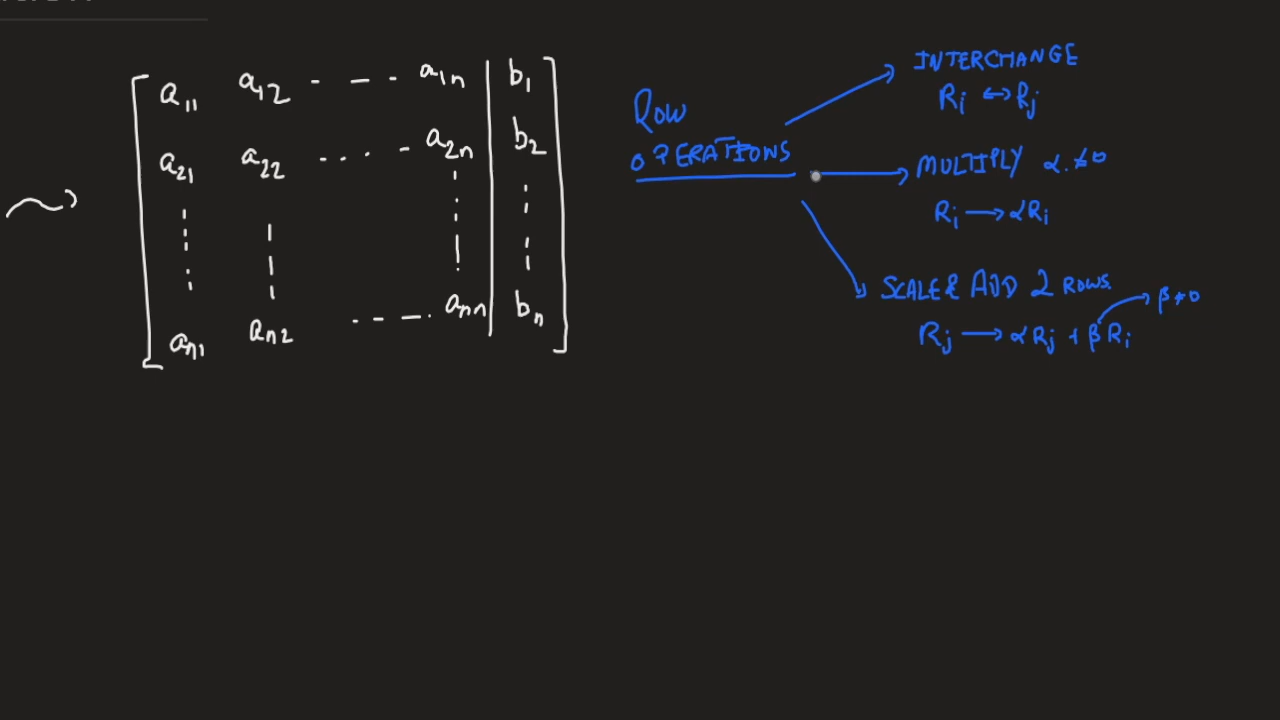 a11 a12 - — - a1n | b1
a21 a22 ... - a2n | b2
an1 an2 - - — . ann | bn
ROW
OPERATIONS
INTERCHANGE
Ri ↔ Rj
MULTIPLY α. ≠ 0
Ri → αRi
SCALE & ADD 2 ROWS.
Rj → αRj + βRi
β ≠ 0